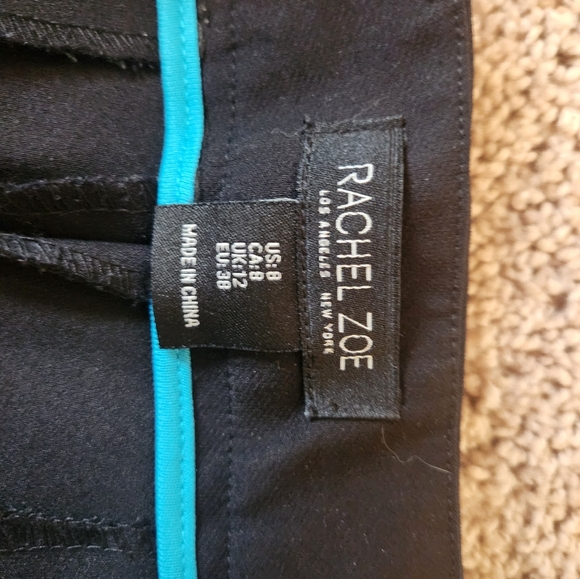 RACHEL ZOE
LOS ANGELES NEW YORK
US:8
CA:8
UK:12
EU:38
MADE IN CHINA